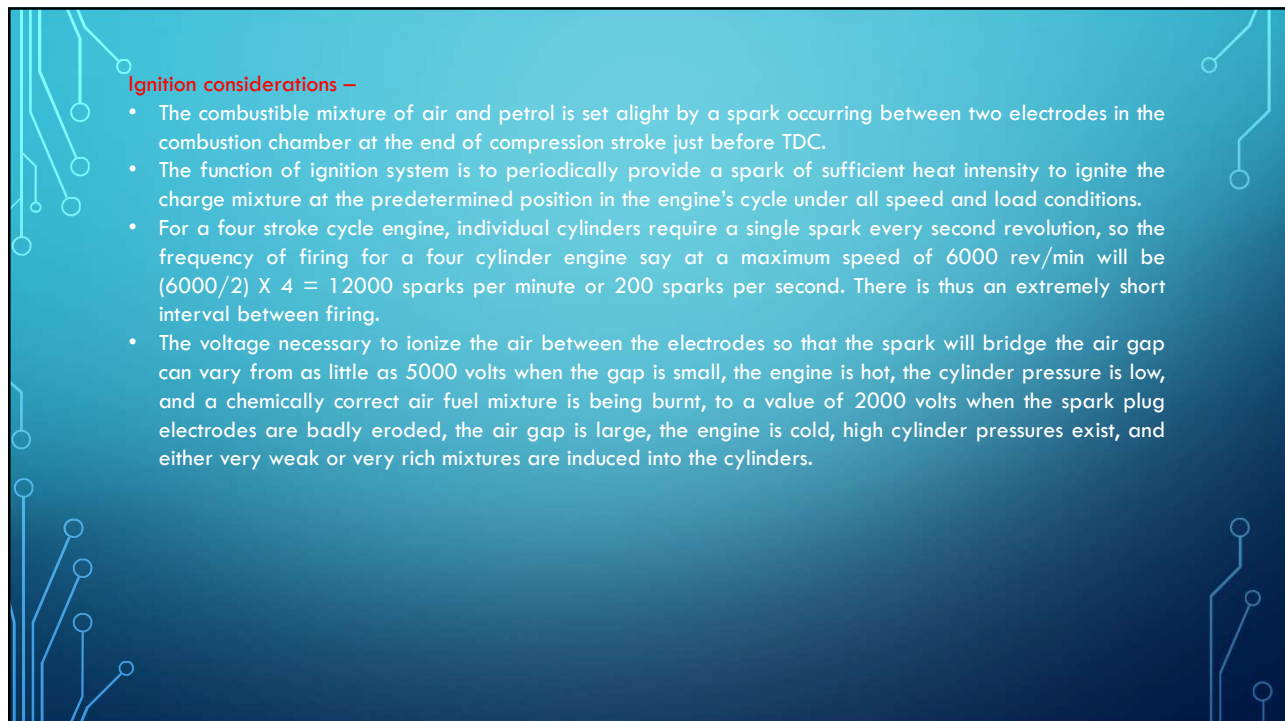 Ignition considerations –
• The combustible mixture of air and petrol is set alight by a spark occurring between two electrodes in the
combustion chamber at the end of compression stroke just before TDC.
• The function of ignition system is to periodically provide a spark of sufficient heat intensity to ignite the
charge mixture at the predetermined position in the engine's cycle under all speed and load conditions.
• For a four stroke cycle engine, individual cylinders require a single spark every second revolution, so the
frequency of firing for a four cylinder engine say at a maximum speed of 6000 rev/min will be
(6000/2) X 4 = 12000 sparks per minute or 200 sparks per second. There is thus an extremely short
interval between firing.
• The voltage necessary to ionize the air between the electrodes so that the spark will bridge the air gap
can vary from as little as 5000 volts when the gap is small, the engine is hot, the cylinder pressure is low,
and a chemically correct air fuel mixture is being burnt, to a value of 2000 volts when the spark plug
electrodes are badly eroded, the air gap is large, the engine is cold, high cylinder pressures exist, and
either very weak or very rich mixtures are induced into the cylinders.